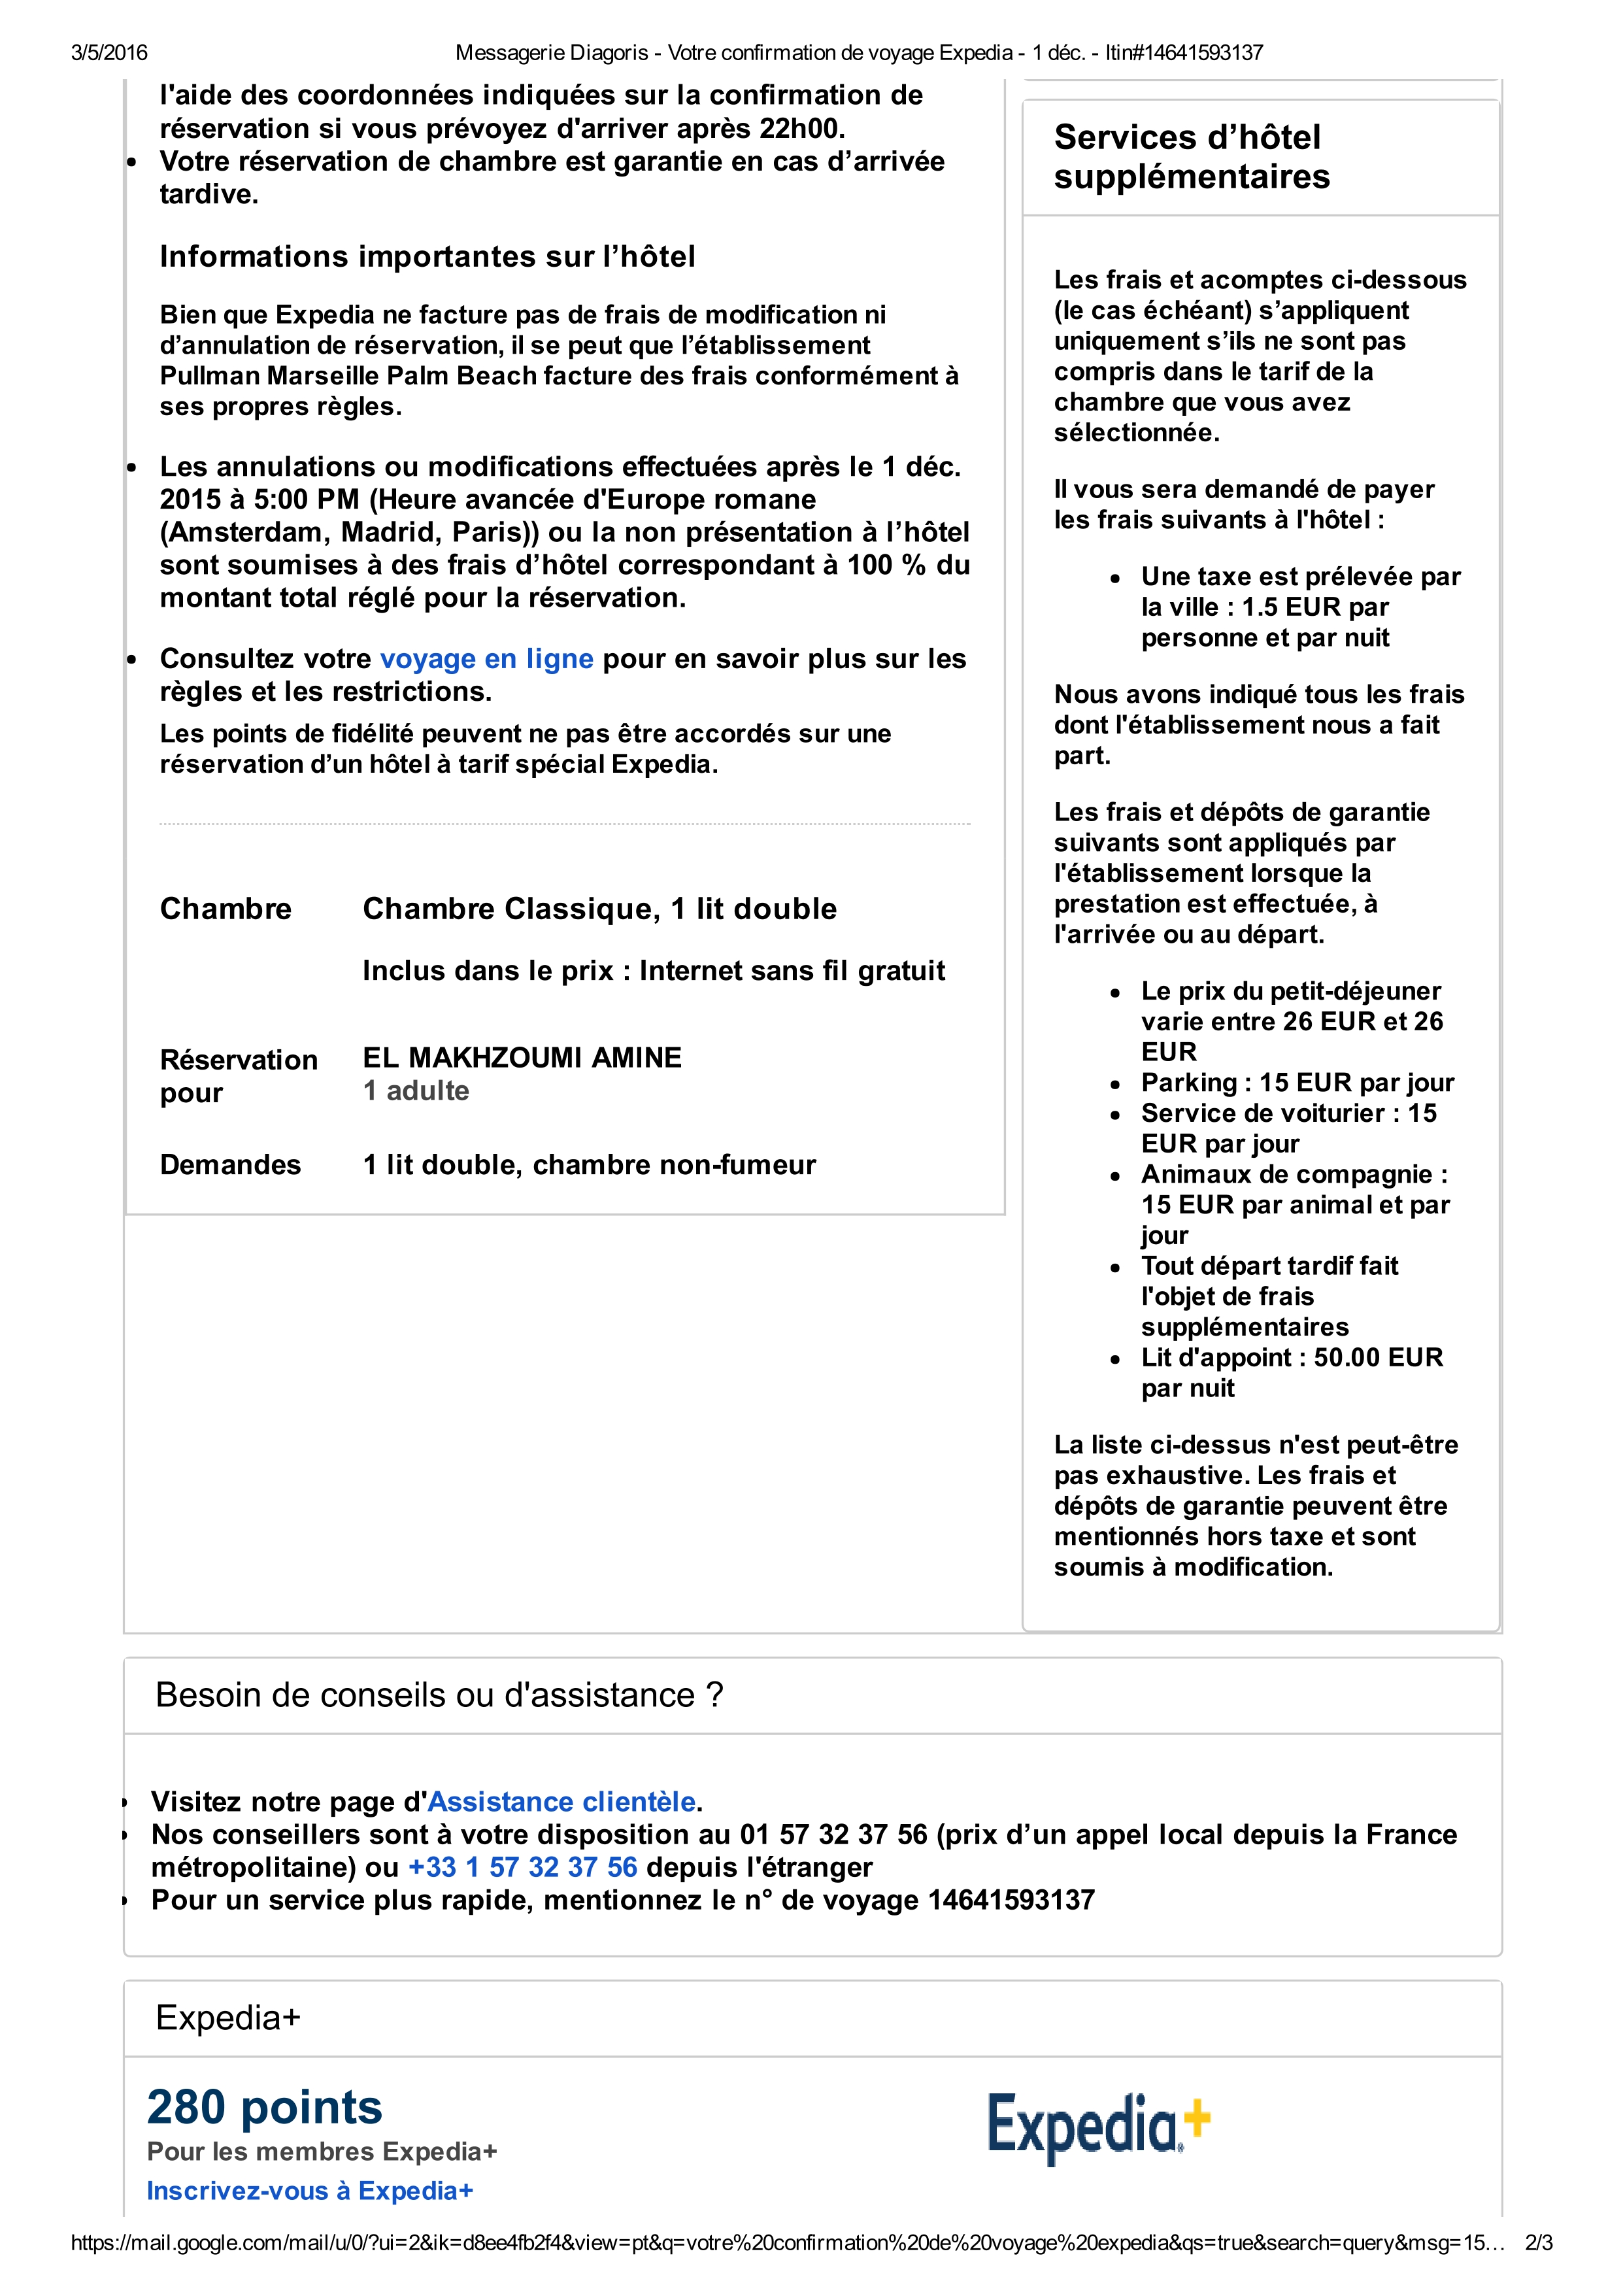 3/5/2016
Messagerie Diagoris - Votre confirmation de voyage Expedia - 1 déc. - Itin#14641593137
l'aide des coordonnées indiquées sur la confirmation de
réservation si vous prévoyez d'arriver après 22h00.
• Votre réservation de chambre est garantie en cas d’arrivée
tardive.
Informations importantes sur l’hôtel
Bien que Expedia ne facture pas de frais de modification ni
d’annulation de réservation, il se peut que l’établissement
Pullman Marseille Palm Beach facture des frais conformément à
ses propres règles.
• Les annulations ou modifications effectuées après le 1 déc.
2015 à 5:00 PM (Heure avancée d'Europe romane
(Amsterdam, Madrid, Paris)) ou la non présentation à l’hôtel
sont soumises à des frais d’hôtel correspondant à 100 % du
montant total réglé pour la réservation.
• Consultez votre voyage en ligne pour en savoir plus sur les
règles et les restrictions.
Les points de fidélité peuvent ne pas être accordés sur une
réservation d’un hôtel à tarif spécial Expedia.
Chambre
Chambre Classique, 1 lit double
Inclus dans le prix : Internet sans fil gratuit
Réservation
pour
EL MAKHZOUMI AMINE
1 adulte
Demandes
1 lit double, chambre non-fumeur
Services d’hôtel
supplémentaires
Les frais et acomptes ci-dessous
(le cas échéant) s’appliquent
uniquement s’ils ne sont pas
compris dans le tarif de la
chambre que vous avez
sélectionnée.
Il vous sera demandé de payer
les frais suivants à l'hôtel :
• Une taxe est prélevée par
la ville : 1.5 EUR par
personne et par nuit
Nous avons indiqué tous les frais
dont l'établissement nous a fait
part.
Les frais et dépôts de garantie
suivants sont appliqués par
l'établissement lorsque la
prestation est effectuée, à
l'arrivée ou au départ.
• Le prix du petit-déjeuner
varie entre 26 EUR et 26
EUR
• Parking : 15 EUR par jour
• Service de voiturier : 15
EUR par jour
• Animaux de compagnie :
15 EUR par animal et par
jour
• Tout départ tardif fait
l'objet de frais
supplémentaires
• Lit d'appoint : 50.00 EUR
par nuit
La liste ci-dessus n'est peut-être
pas exhaustive. Les frais et
dépôts de garantie peuvent être
mentionnés hors taxe et sont
soumis à modification.
Besoin de conseils ou d'assistance ?
• Visitez notre page d'Assistance clientèle.
• Nos conseillers sont à votre disposition au 01 57 32 37 56 (prix d’un appel local depuis la France
métropolitaine) ou +33 1 57 32 37 56 depuis l'étranger
• Pour un service plus rapide, mentionnez le n° de voyage 14641593137
Expedia+
280 points
Pour les membres Expedia+
Inscrivez-vous à Expedia+
Expedia®+
https://mail.google.com/mail/u/0/?ui=2&ik=d8ee4fb2f4&view=pt&q=votre%20confirmation%20de%20voyage%20expedia&qs=true&search=query&msg=15…
2/3